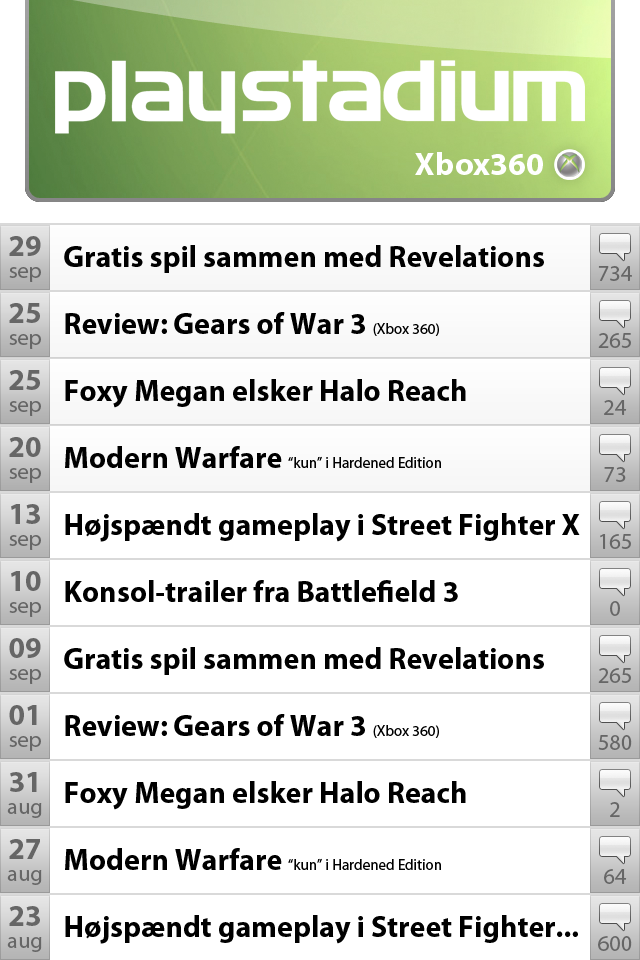 playstadium
Xbox360
29 sep Gratis spil sammen med Revelations 734
25 sep Review: Gears of War 3 (Xbox 360) 265
25 sep Foxy Megan elsker Halo Reach 24
20 sep Modern Warfare “kun” i Hardened Edition 73
13 sep Højspændt gameplay i Street Fighter X 165
10 sep Konsol-trailer fra Battlefield 3 0
09 sep Gratis spil sammen med Revelations 265
01 sep Review: Gears of War 3 (Xbox 360) 580
31 aug Foxy Megan elsker Halo Reach 2
27 aug Modern Warfare “kun” i Hardened Edition 64
23 aug Højspændt gameplay i Street Fighter... 600